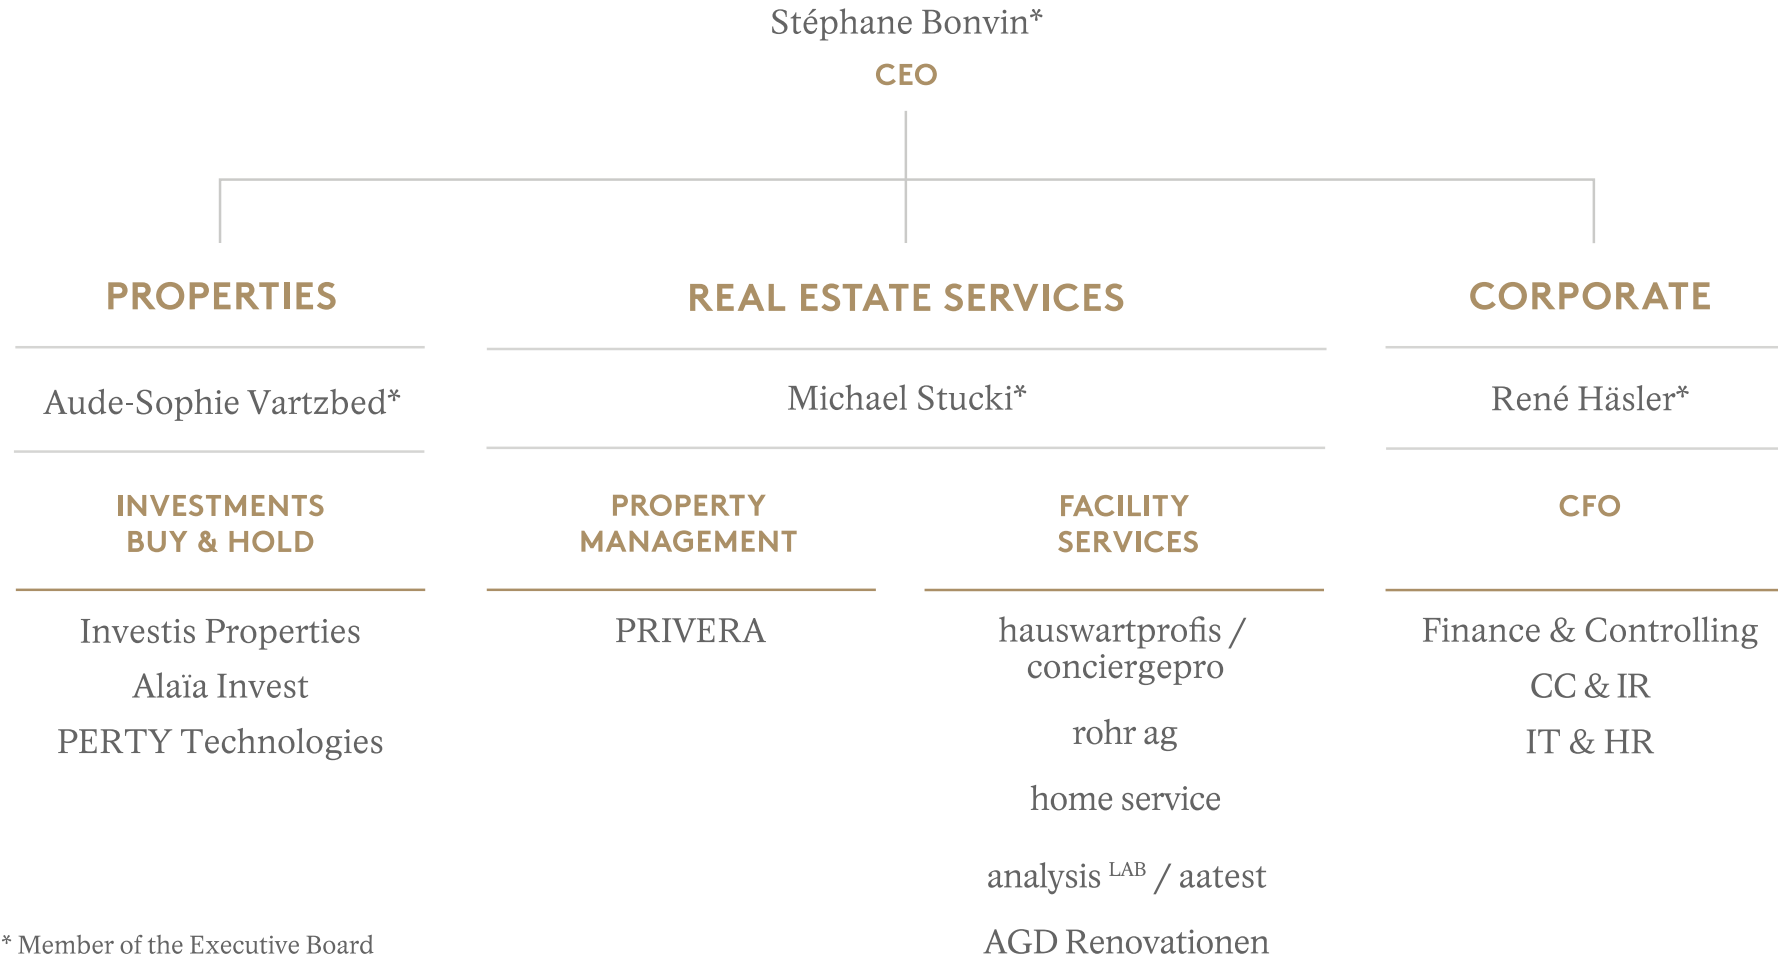 Stéphane Bonvin*
CEO
PROPERTIES
Aude-Sophie Vartzbed*
INVESTMENTS
BUY & HOLD
Investis Properties
Alaïa Invest
PERTY Technologies
REAL ESTATE SERVICES
Michael Stucki*
PROPERTY
MANAGEMENT
PRIVERA
FACILITY
SERVICES
hauswartprofis /
conciergepro
rohr ag
home service
analysis LAB / aatest
AGD Renovationen
CORPORATE
René Häsler*
CFO
Finance & Controlling
CC & IR
IT & HR
* Member of the Executive Board